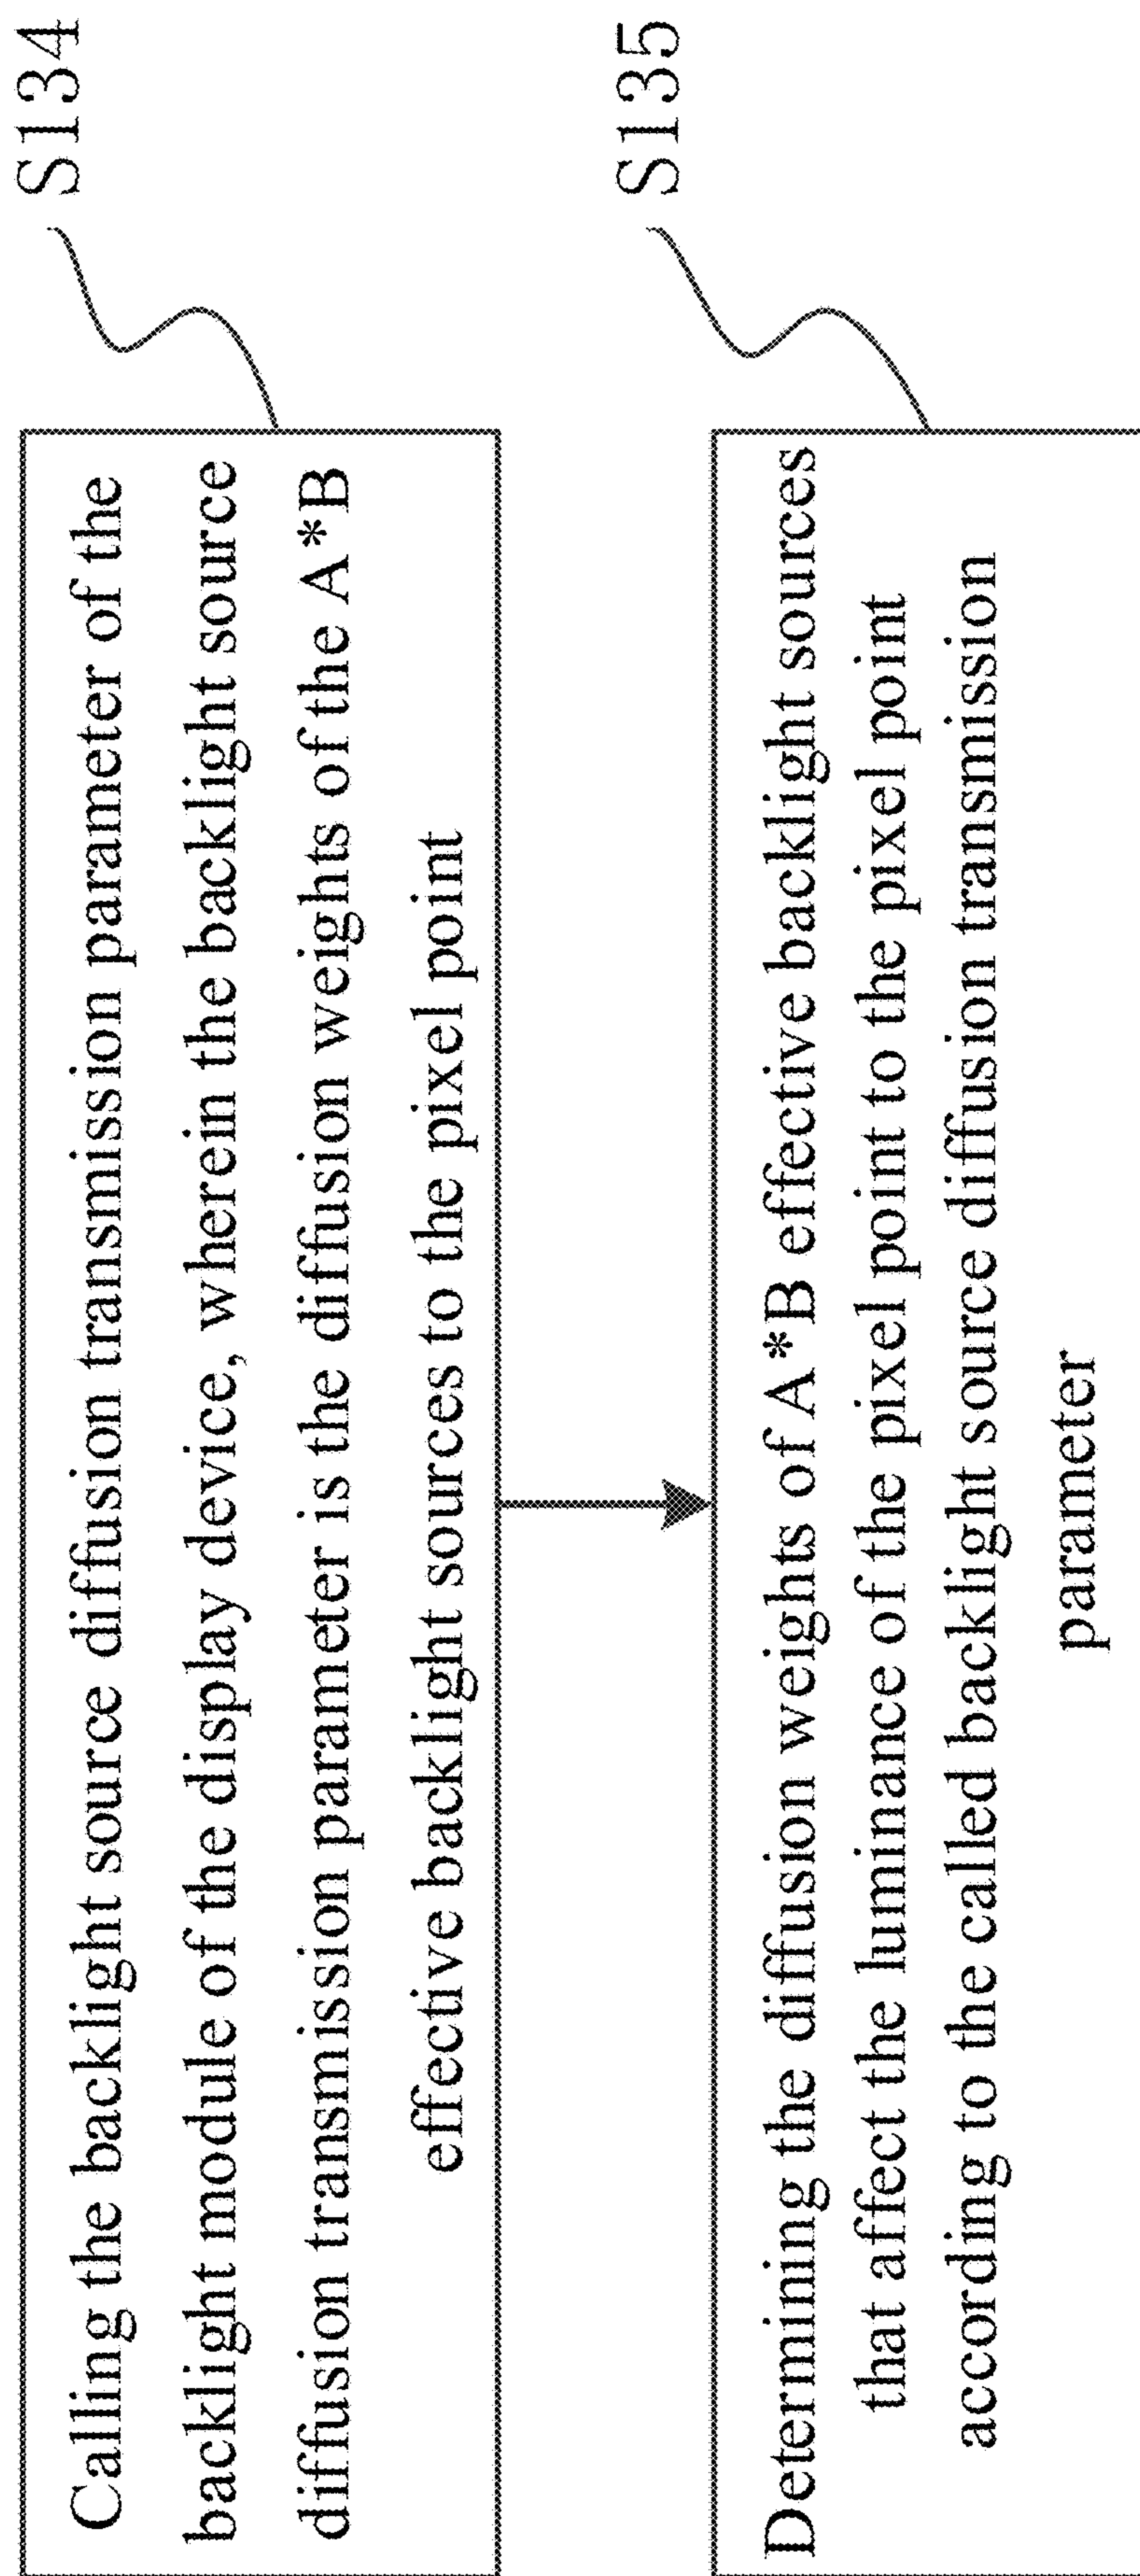 S134
Calling the backlight source diffusion transmission parameter of the
backlight module of the display device, wherein the backlight source
diffusion transmission parameter is the diffusion weights of the A*B
effective backlight sources to the pixel point
S135
Determining the diffusion weights of A*B effective backlight sources
that affect the luminance of the pixel point to the pixel point
according to the called backlight source diffusion transmission
parameter